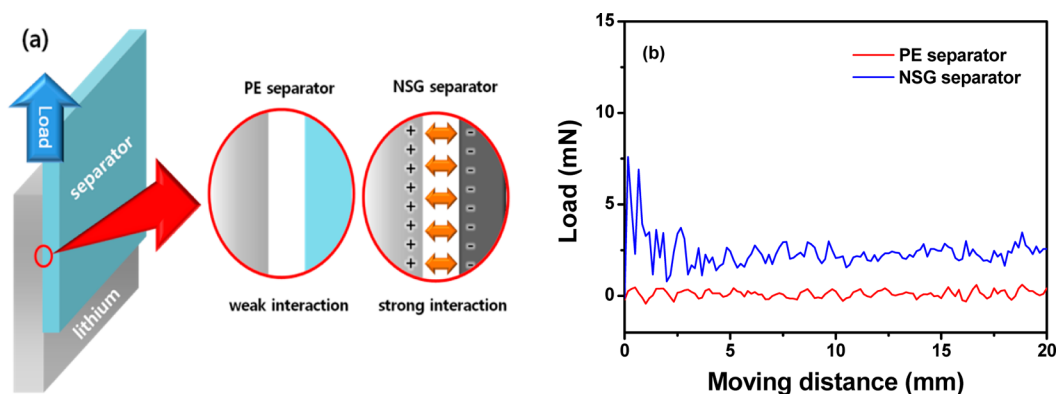 (a)
Load
separator
lithium
PE separator
NSG separator
+ -
+ -
+ -
+ -
+ -
+ -
+ -
weak interaction
strong interaction
(b)
PE separator
NSG separator
Load (mN)
15
10
5
0
0 5 10 15 20
Moving distance (mm)